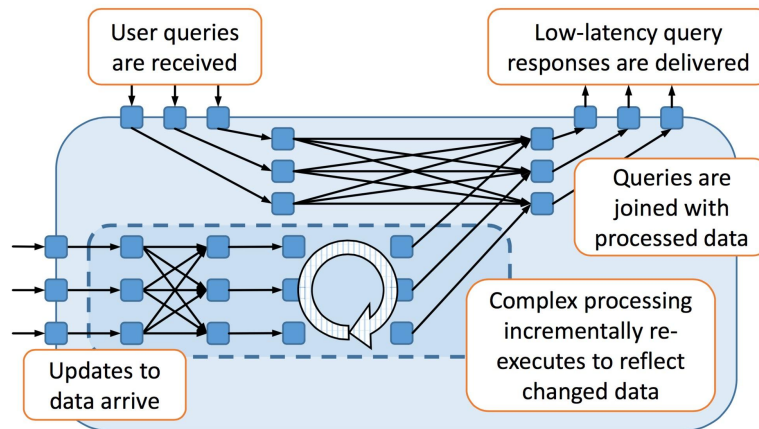 User queries
are received
Low-latency query
responses are delivered
Queries are
joined with
processed data
Complex processing
incrementally re-
executes to reflect
changed data
Updates to
data arrive